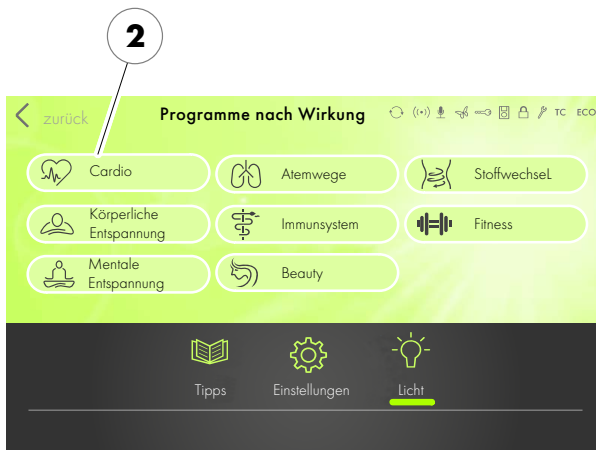 2
zurück
Programme nach Wirkung
TC
ECO
Cardio
Atemwege
Stoffwechsel
Körperliche
Entspannung
Immunsystem
Fitness
Mentale
Entspannung
Beauty
Tipps
Einstellungen
Licht